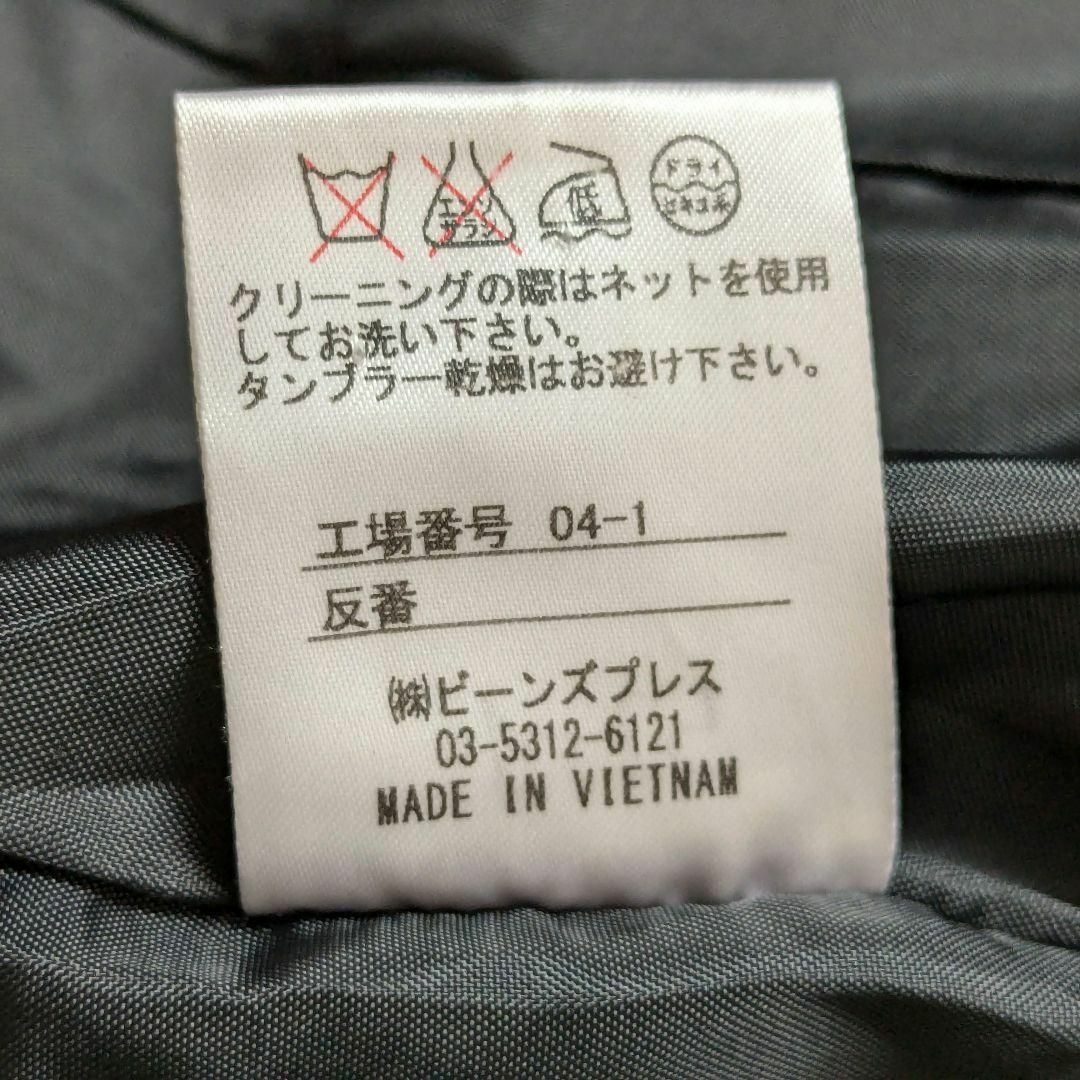 エンソ
サラシ
低
ドライ
セキユ系
クリーニングの際はネットを使用
してお洗い下さい。
タンブラー乾燥はお避け下さい。
工場番号 04-1
反番
㈱ビーンズプレス
03-5312-6121
MADE IN VIETNAM